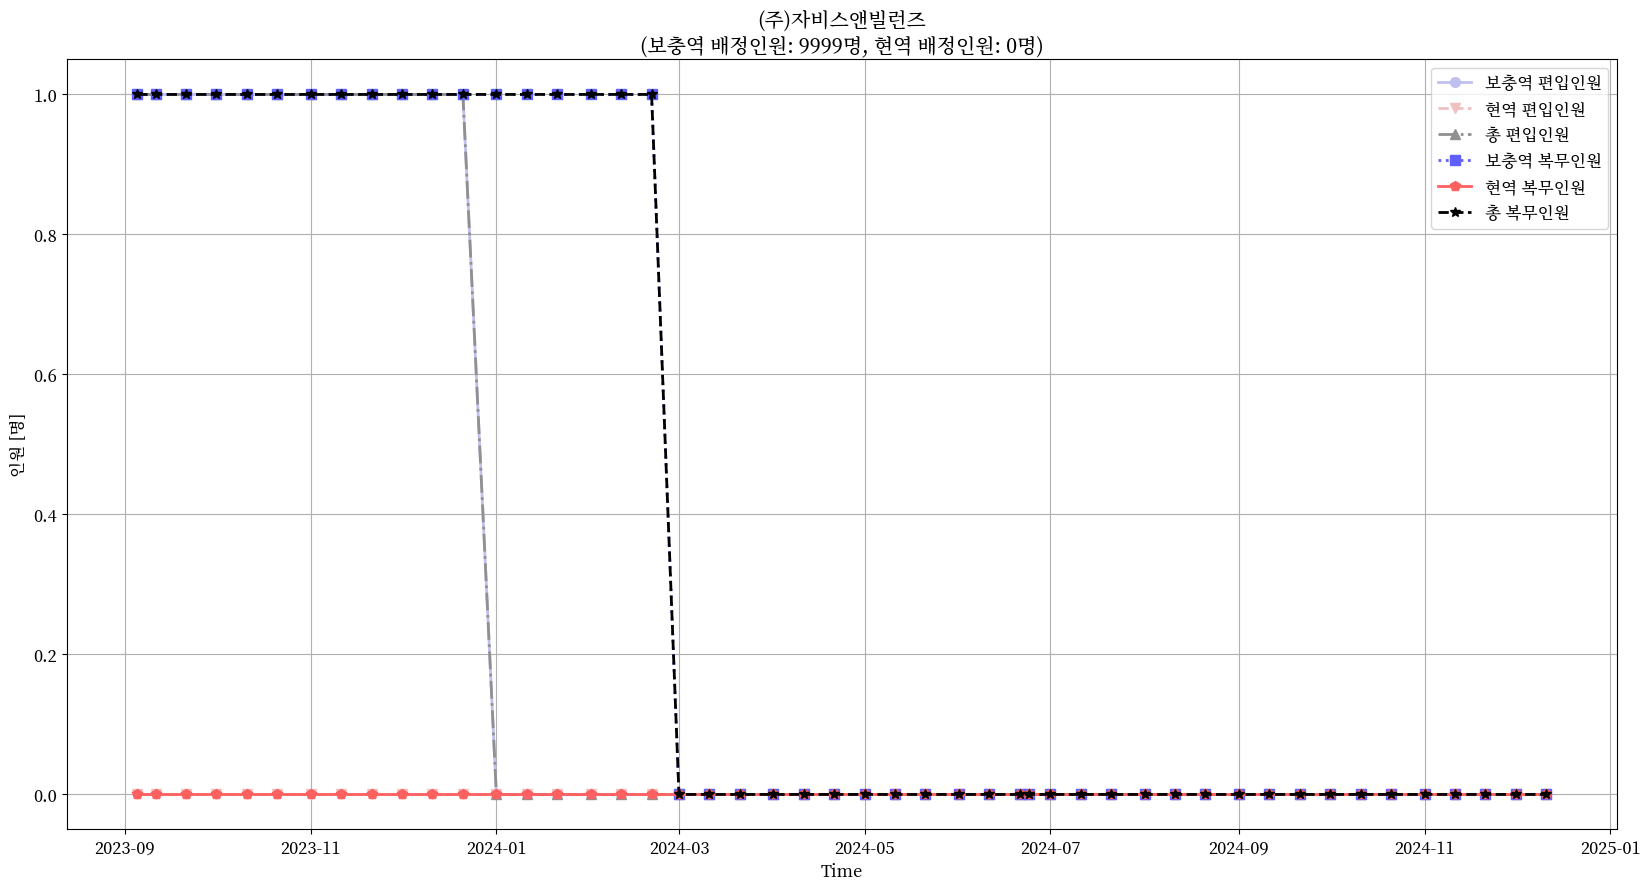 (주)자비스앤빌런즈
(보충역 배정인원: 9999명, 현역 배정인원: 0명)
보충역 편입인원
현역 편입인원
총 편입인원
보충역 복무인원
현역 복무인원
총 복무인원
인원 [명]
1.0
0.8
0.6
0.4
0.2
0.0
2023-09
2023-11
2024-01
2024-03
2024-05
2024-07
2024-09
2024-11
2025-01
Time